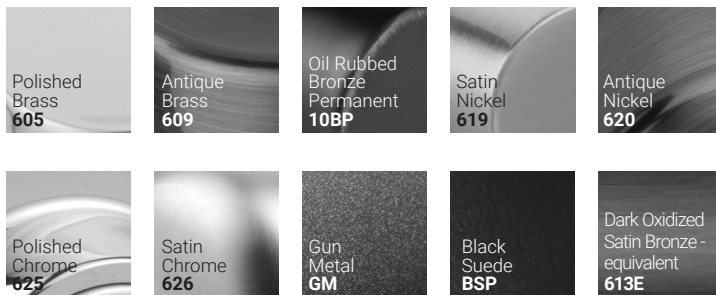 Polished
Brass
605
Antique
Brass
609
Oil Rubbed
Bronze
Permanent
10BP
Satin
Nickel
619
Antique
Nickel
620
Polished
Chrome
625
Satin
Chrome
626
Gun
Metal
GM
Black
Suede
BSP
Dark Oxidized
Satin Bronze -
equivalent
613E